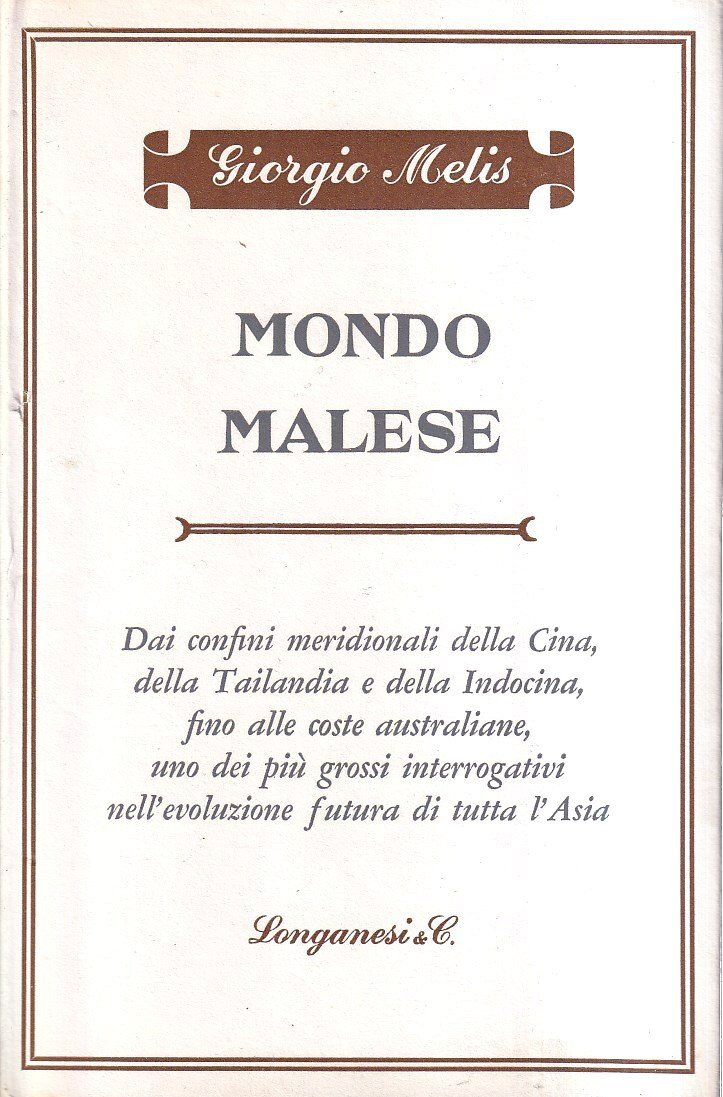 Giorgio Melis
MONDO
MALESE
Dai confini meridionali della Cina,
della Tailandia e della Indocina,
fino alle coste australiane,
uno dei più grossi interrogativi
nell'evoluzione futura di tutta l'Asia
Longanesi & C.